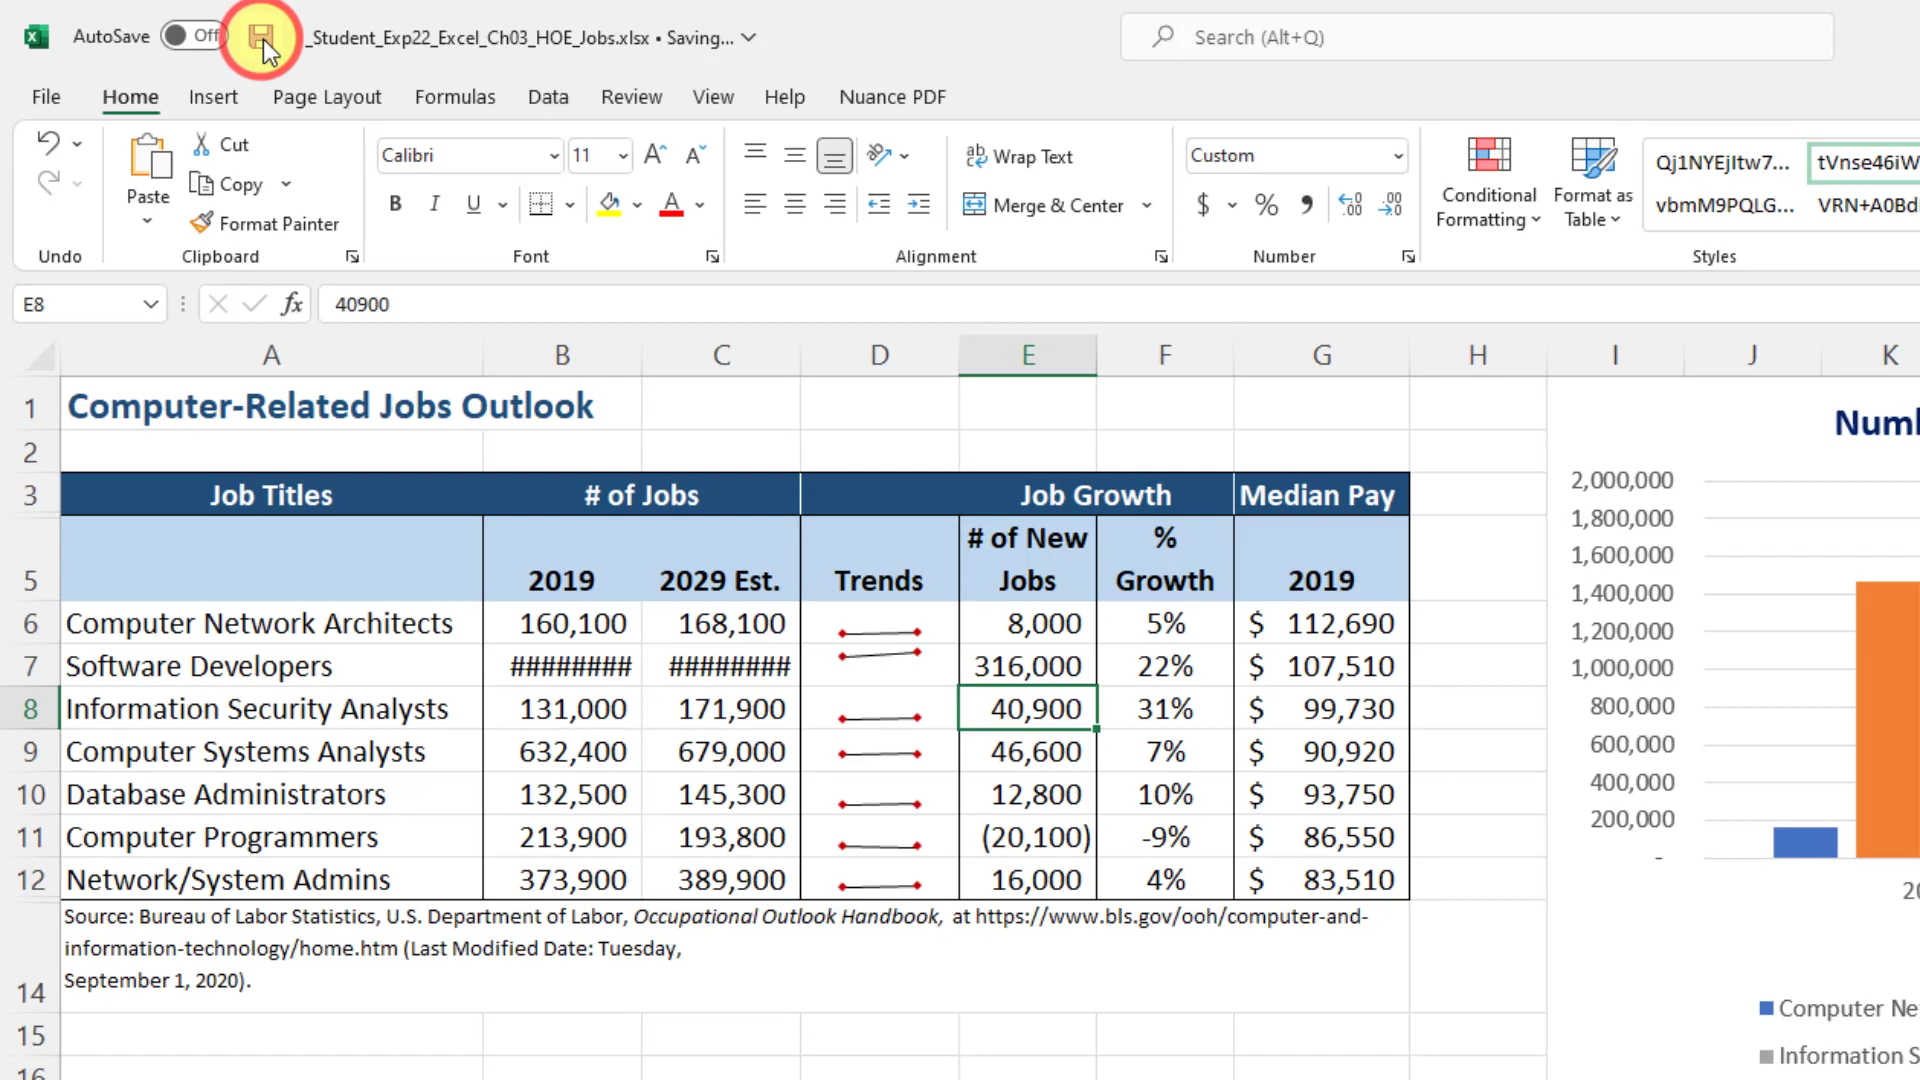 AutoSave Off _Student_Exp22_Excel_Ch03_HOE_Jobs.xlsx • Saving... Search (Alt+Q)
File Home Insert Page Layout Formulas Data Review View Help Nuance PDF
Paste Cut Copy Format Painter Calibri 11 Wrap Text Merge & Center Custom Conditional Formatting Format as Table Qj1NYEjItw7... tVnse46iW vbmM9PQLG... VRN+A0Bd
B I U A $ % 9 .00
Undo Clipboard Font Alignment Number Styles
E8 fx 40900
A B C D E F G H I J K
1 Computer-Related Jobs Outlook
2
3 Job Titles # of Jobs Job Growth Median Pay
5 2019 2029 Est. Trends # of New Jobs % Growth 2019
6 Computer Network Architects 160,100 168,100 8,000 5% $ 112,690
7 Software Developers ######## ######## 316,000 22% $ 107,510
8 Information Security Analysts 131,000 171,900 40,900 31% $ 99,730
9 Computer Systems Analysts 632,400 679,000 46,600 7% $ 90,920
10 Database Administrators 132,500 145,300 12,800 10% $ 93,750
11 Computer Programmers 213,900 193,800 (20,100) -9% $ 86,550
12 Network/System Admins 373,900 389,900 16,000 4% $ 83,510
Source: Bureau of Labor Statistics, U.S. Department of Labor, Occupational Outlook Handbook, at https://www.bls.gov/ooh/computer-and-
information-technology/home.htm (Last Modified Date: Tuesday,
September 1, 2020).
14
15
16
Numb
2,000,000
1,800,000
1,600,000
1,400,000
1,200,000
1,000,000
800,000
600,000
400,000
200,000
-
20
Computer Ne
Information S